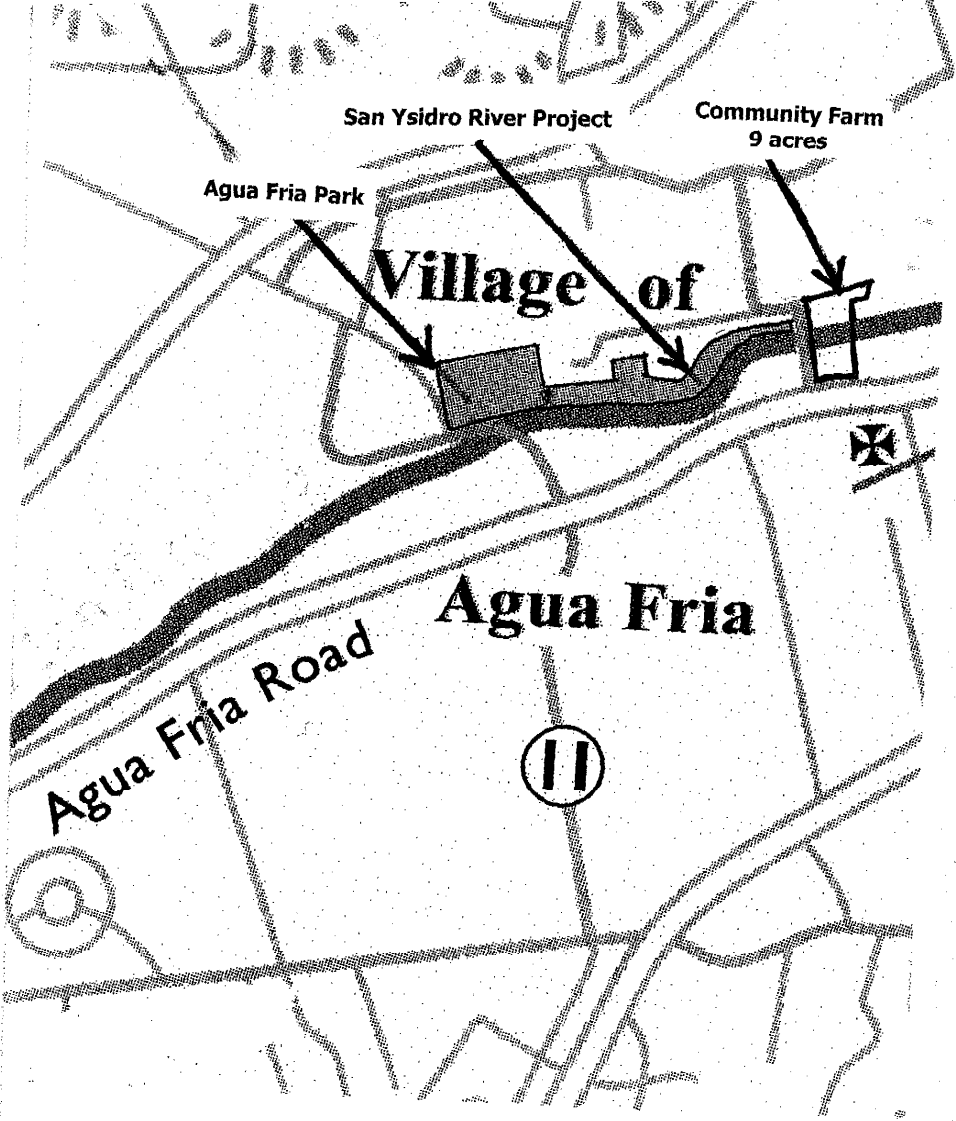 San Ysidro River Project
Community Farm
9 acres
Agua Fria Park
Village of
Agua Fria
Agua Fria Road
11